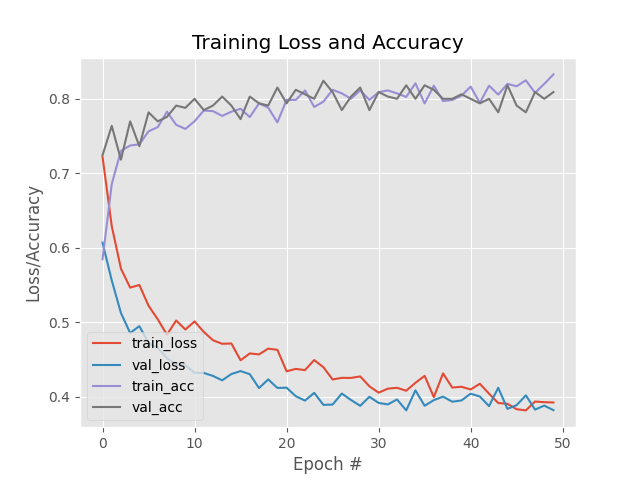 Training Loss and Accuracy
Loss/Accuracy
0.8
0.7
0.6
0.5
0.4
train_loss
val_loss
train_acc
val_acc
0 10 20 30 40 50
Epoch #